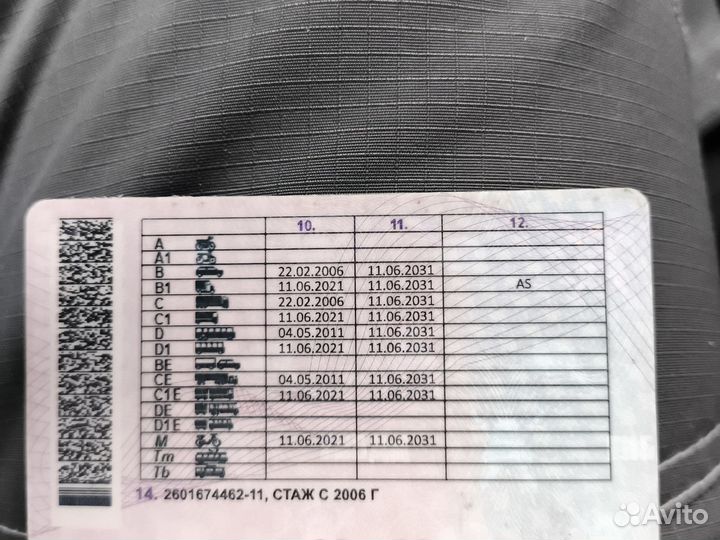 10. 11. 12.
A
A1
B 22.02.2006 11.06.2031
B1 11.06.2021 11.06.2031 AS
C 22.02.2006 11.06.2031
C1 11.06.2021 11.06.2031
D 04.05.2011 11.06.2031
D1 11.06.2021 11.06.2031
BE
CE 04.05.2011 11.06.2031
C1E 11.06.2021 11.06.2031
DE
D1E
M 11.06.2021 11.06.2031
Tm
Tb
14. 2601674462-11, СТАЖ С 2006 Г
Avito